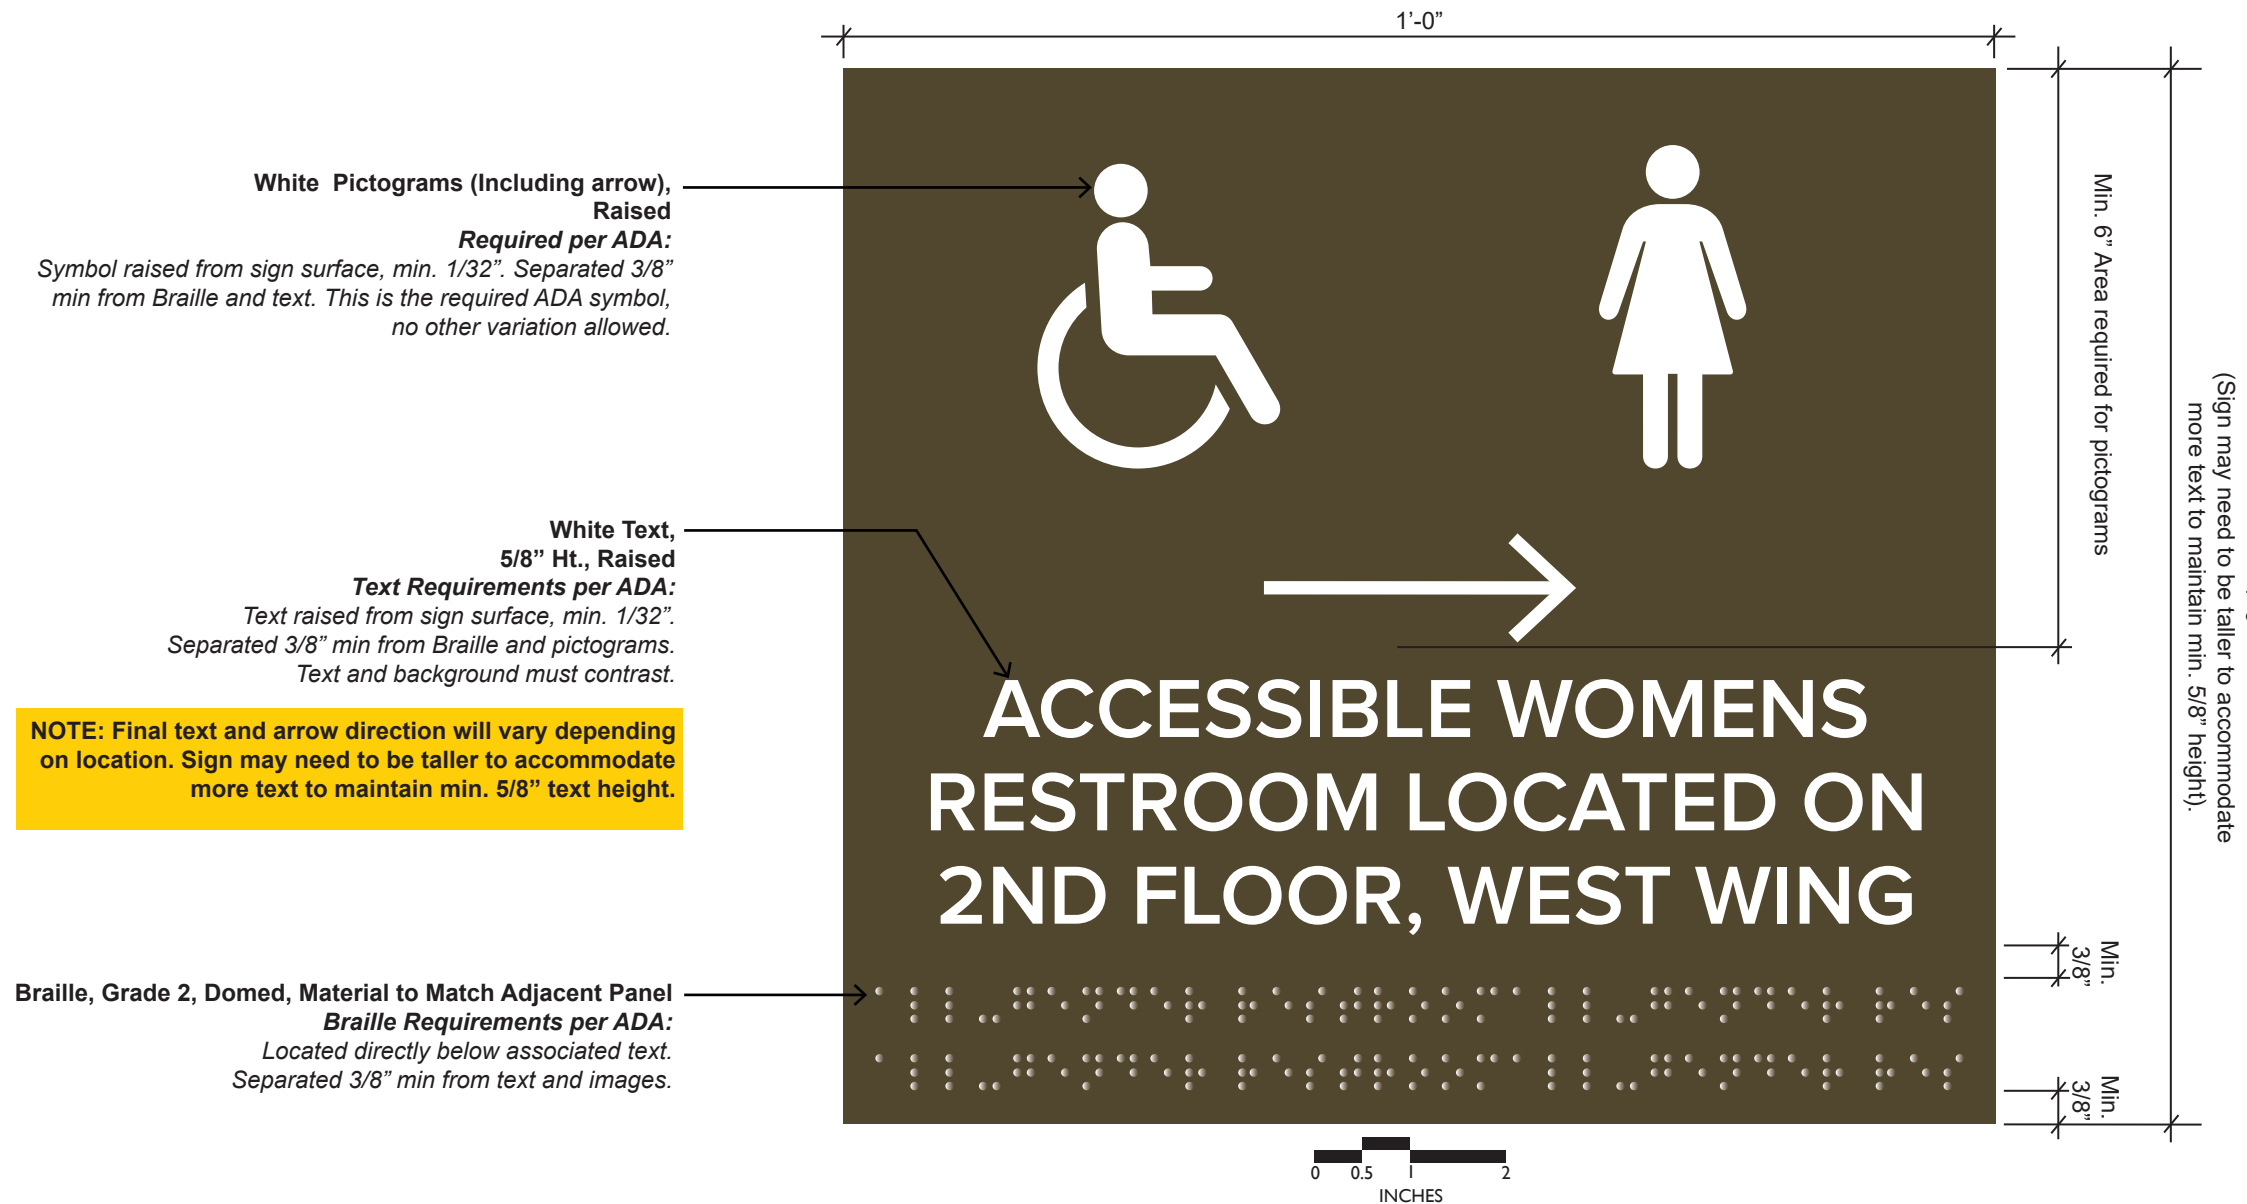 1’-0”
White  Pictograms (Including arrow),
Raised
Required per ADA:
Symbol raised from sign surface, min. 1/32”. Separated 3/8”
min from Braille and text. This is the required ADA symbol,
no other variation allowed.
White Text,
5/8” Ht., Raised
Text Requirements per ADA:
Text raised from sign surface, min. 1/32”.
Separated 3/8” min from Braille and pictograms.
Text and background must contrast.
NOTE: Final text and arrow direction will vary depending
on location. Sign may need to be taller to accommodate
more text to maintain min. 5/8” text height.
Braille, Grade 2, Domed, Material to Match Adjacent Panel
Braille Requirements per ADA:
Located directly below associated text.
Separated 3/8” min from text and images.
ACCESSIBLE WOMENS
RESTROOM LOCATED ON
2ND FLOOR, WEST WING
Min. 6” Area required for pictograms
(Sign may need to be taller to accommodate
more text to maintain min. 5/8” height).
Min.
3/8”
Min.
3/8”
0 0.5 1 2
INCHES